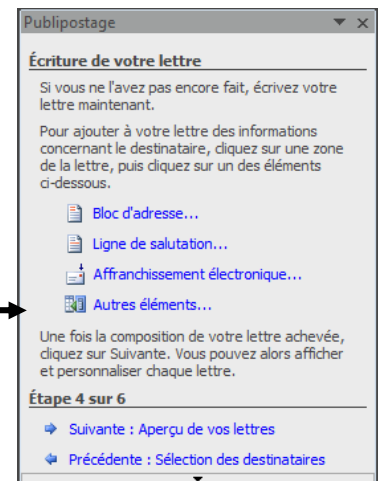 Publipostage
Écriture de votre lettre
Si vous ne l'avez pas encore fait, écrivez votre
lettre maintenant.
Pour ajouter à votre lettre des informations
concernant le destinataire, cliquez sur une zone
de la lettre, puis cliquez sur un des éléments
ci-dessous.
Bloc d'adresse...
Ligne de salutation...
Affranchissement électronique...
Autres éléments...
Une fois la composition de votre lettre achevée,
cliquez sur Suivante. Vous pouvez alors afficher
et personnaliser chaque lettre.
Étape 4 sur 6
Suivante : Aperçu de vos lettres
Précédente : Sélection des destinataires